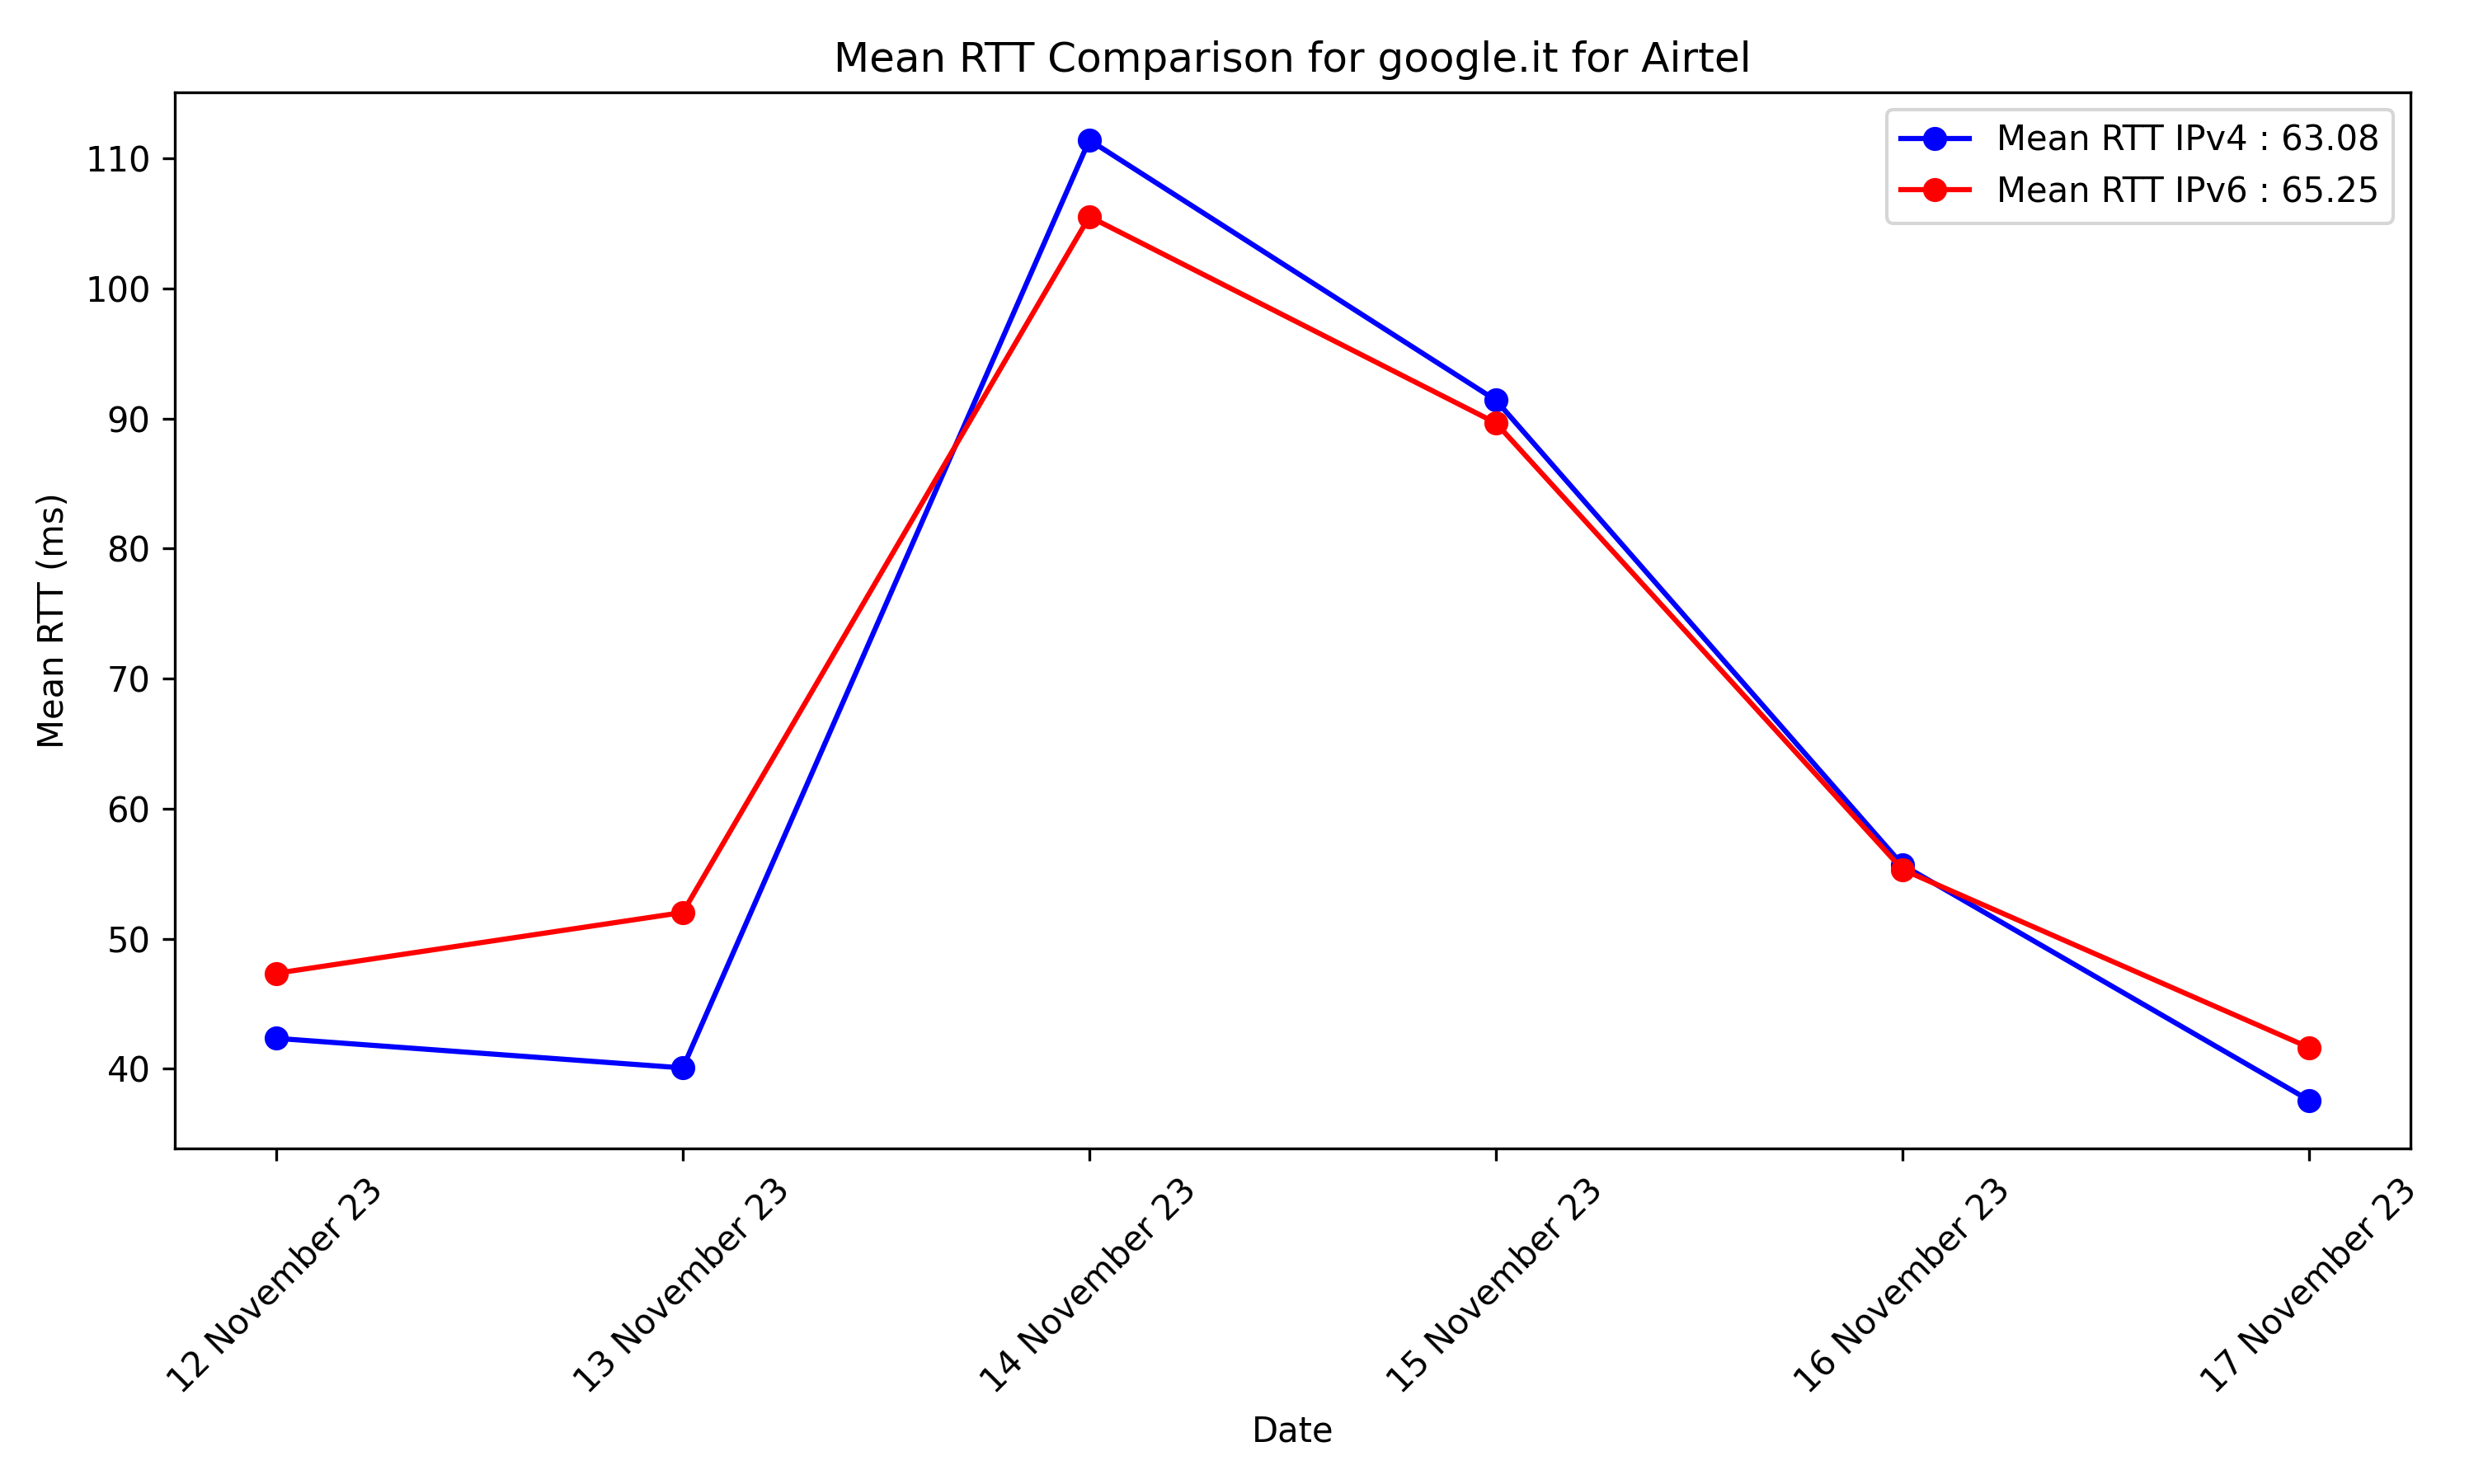 Mean RTT Comparison for google.it for Airtel
Mean RTT IPv4 : 63.08
Mean RTT IPv6 : 65.25
Mean RTT (ms)
110
100
90
80
70
60
50
40
12 November 23
13 November 23
14 November 23
15 November 23
16 November 23
17 November 23
Date